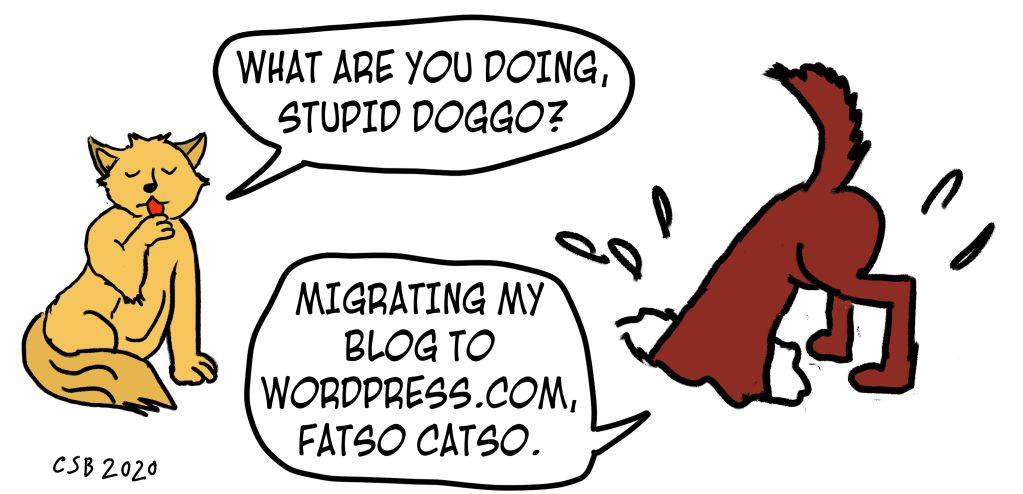 WHAT ARE YOU DOING,
STUPID DOGGO?
MIGRATING MY
BLOG TO
WORDPRESS.COM,
FATSO CATSO.
CSB 2020